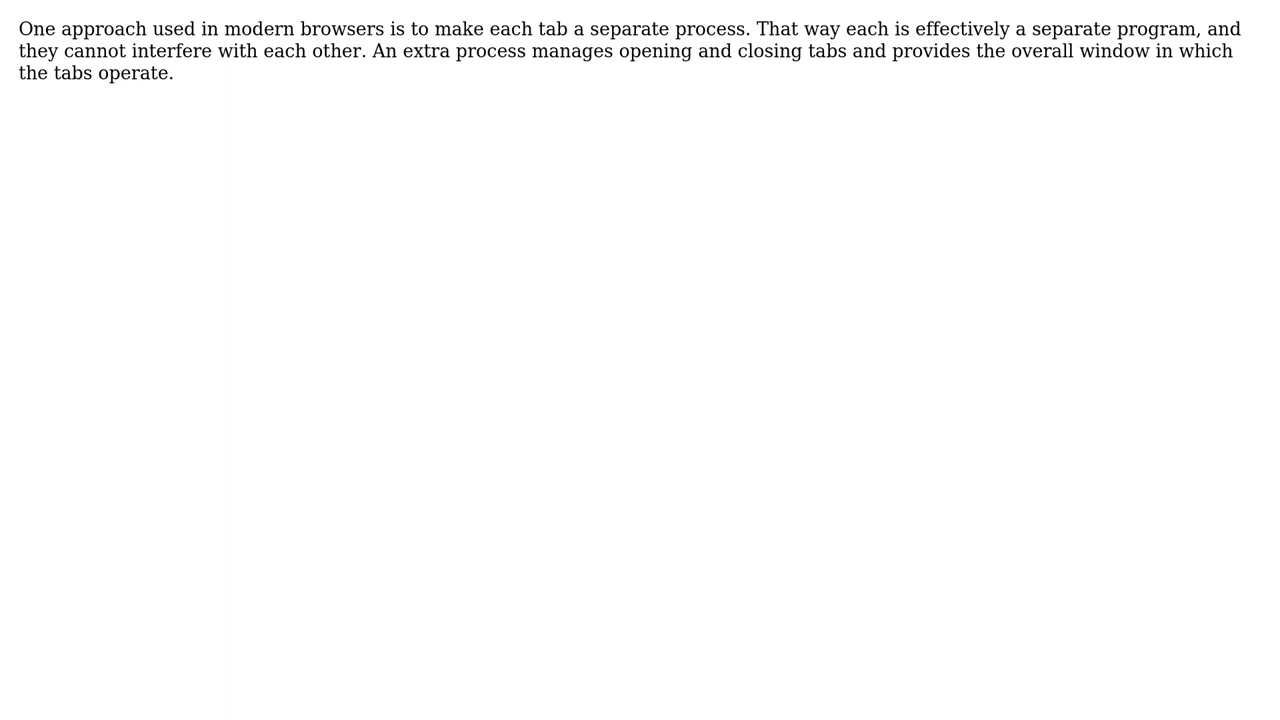 One approach used in modern browsers is to make each tab a separate process. That way each is effectively a separate program, and
they cannot interfere with each other. An extra process manages opening and closing tabs and provides the overall window in which
the tabs operate.